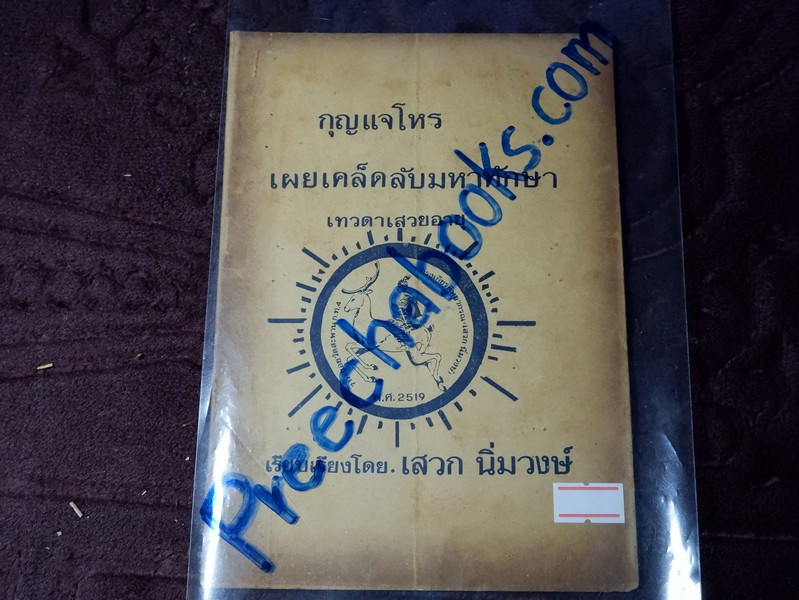 กุญแจโหร
เผยเคล็ดลับมหาทักษา
เทวดาเสวยอายุ
พ.ศ. 2519
เรียบเรียงโดย. เสวก นิ่มวงษ์
Preechabooks.com